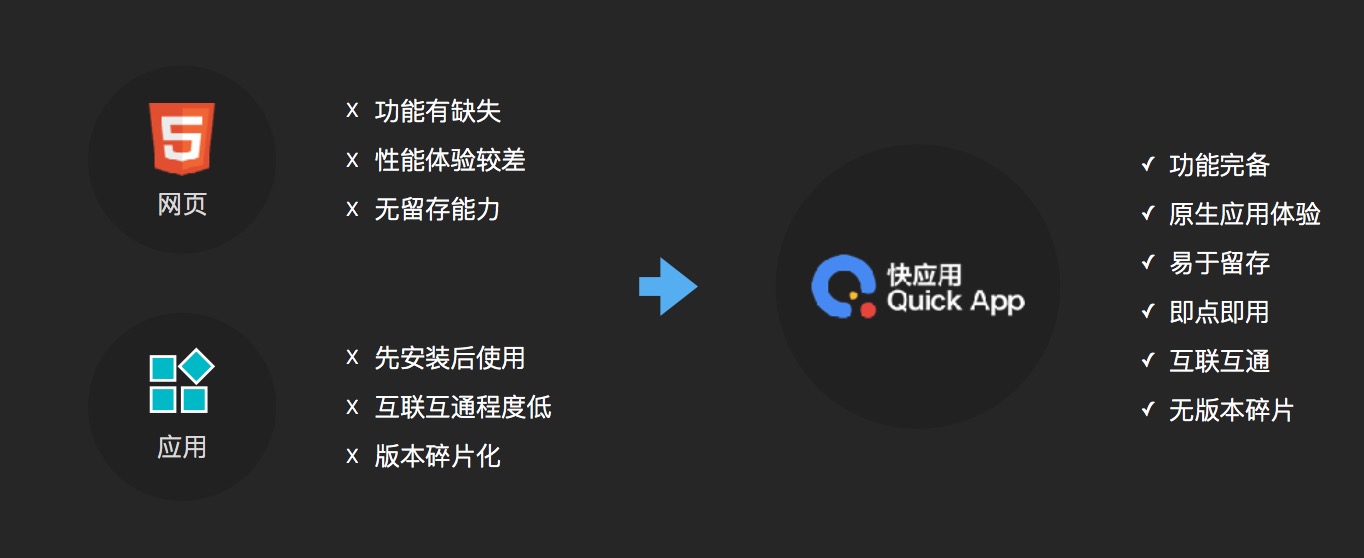 5
网页
X 功能有缺失
X 性能体验较差
X 无留存能力
应用
X 先安装后使用
X 互联互通程度低
X 版本碎片化
快应用
Quick App
✓ 功能完备
✓ 原生应用体验
✓ 易于留存
✓ 即点即用
✓ 互联互通
✓ 无版本碎片